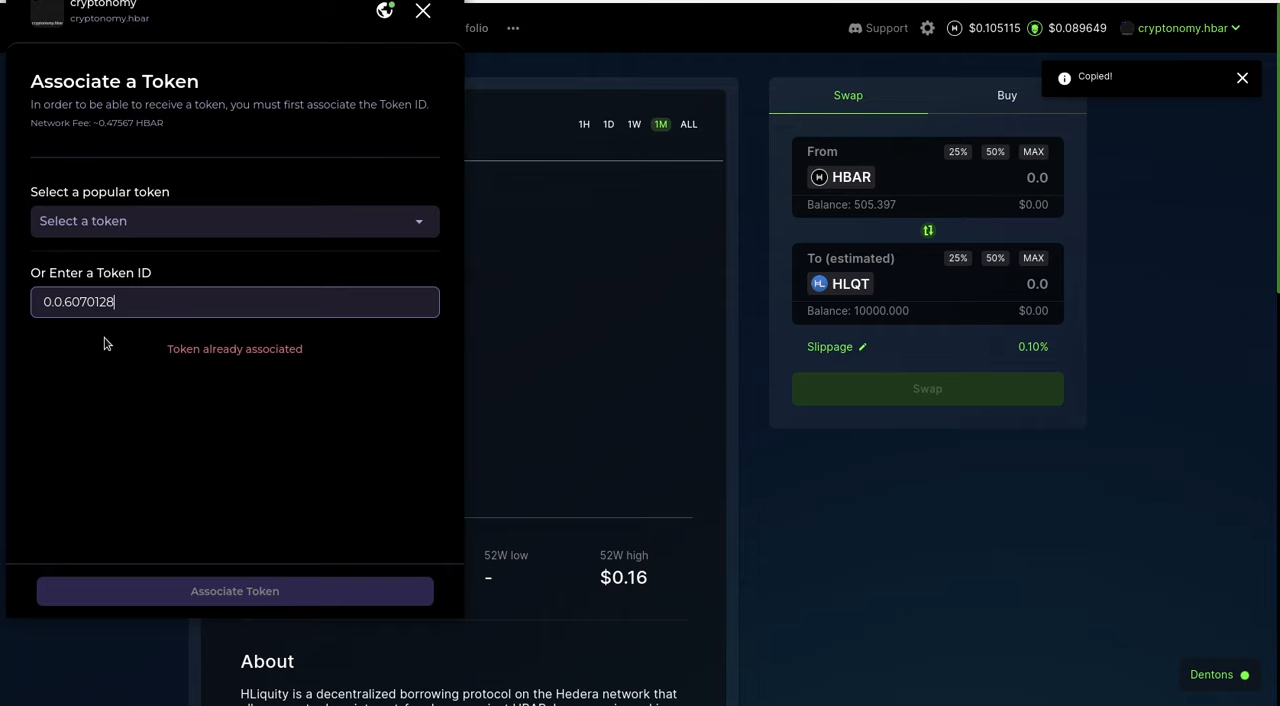 cryptonomy
cryptonomy.hbar
Associate a Token
In order to be able to receive a token, you must first associate the Token ID.
Network Fee: ~0.47567 HBAR
Select a popular token
Select a token
Or Enter a Token ID
0.0.6070128
Token already associated
Associate Token
folio ···
Support
$0.105115
$0.089649
cryptonomy.hbar
Copied!
1H 1D 1W 1M ALL
52W low 52W high
- $0.16
About
HLiquity is a decentralized borrowing protocol on the Hedera network that
Swap Buy
From 25% 50% MAX
HBAR 0.0
Balance: 505.397 $0.00
To (estimated) 25% 50% MAX
HL HLQT 0.0
Balance: 10000.000 $0.00
Slippage 0.10%
Swap
Dentons